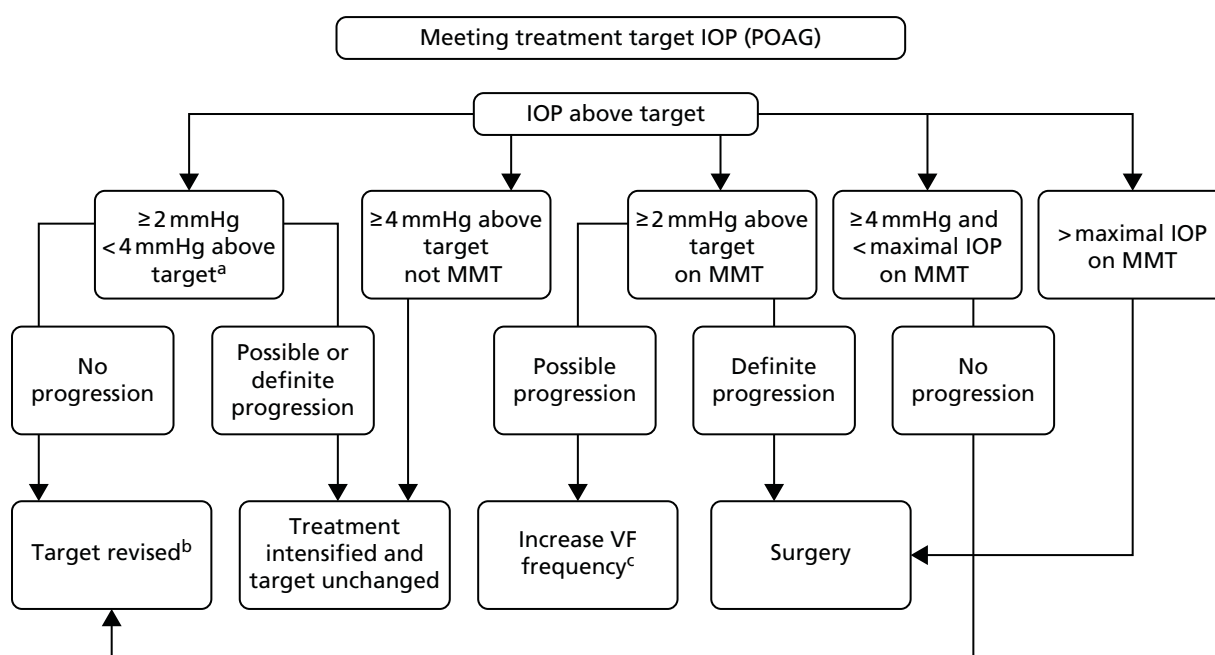 Meeting treatment target IOP (POAG)
IOP above target
≥2 mmHg
<4 mmHg above
targetᵃ
≥4 mmHg above
target
not MMT
≥2 mmHg above
target
on MMT
≥4 mmHg and
<maximal IOP
on MMT
>maximal IOP
on MMT
No
progression
Possible or
definite
progression
Possible
progression
Definite
progression
No
progression
Target revisedᵇ
Treatment
intensified and
target unchanged
Increase VF
frequencyᶜ
Surgery